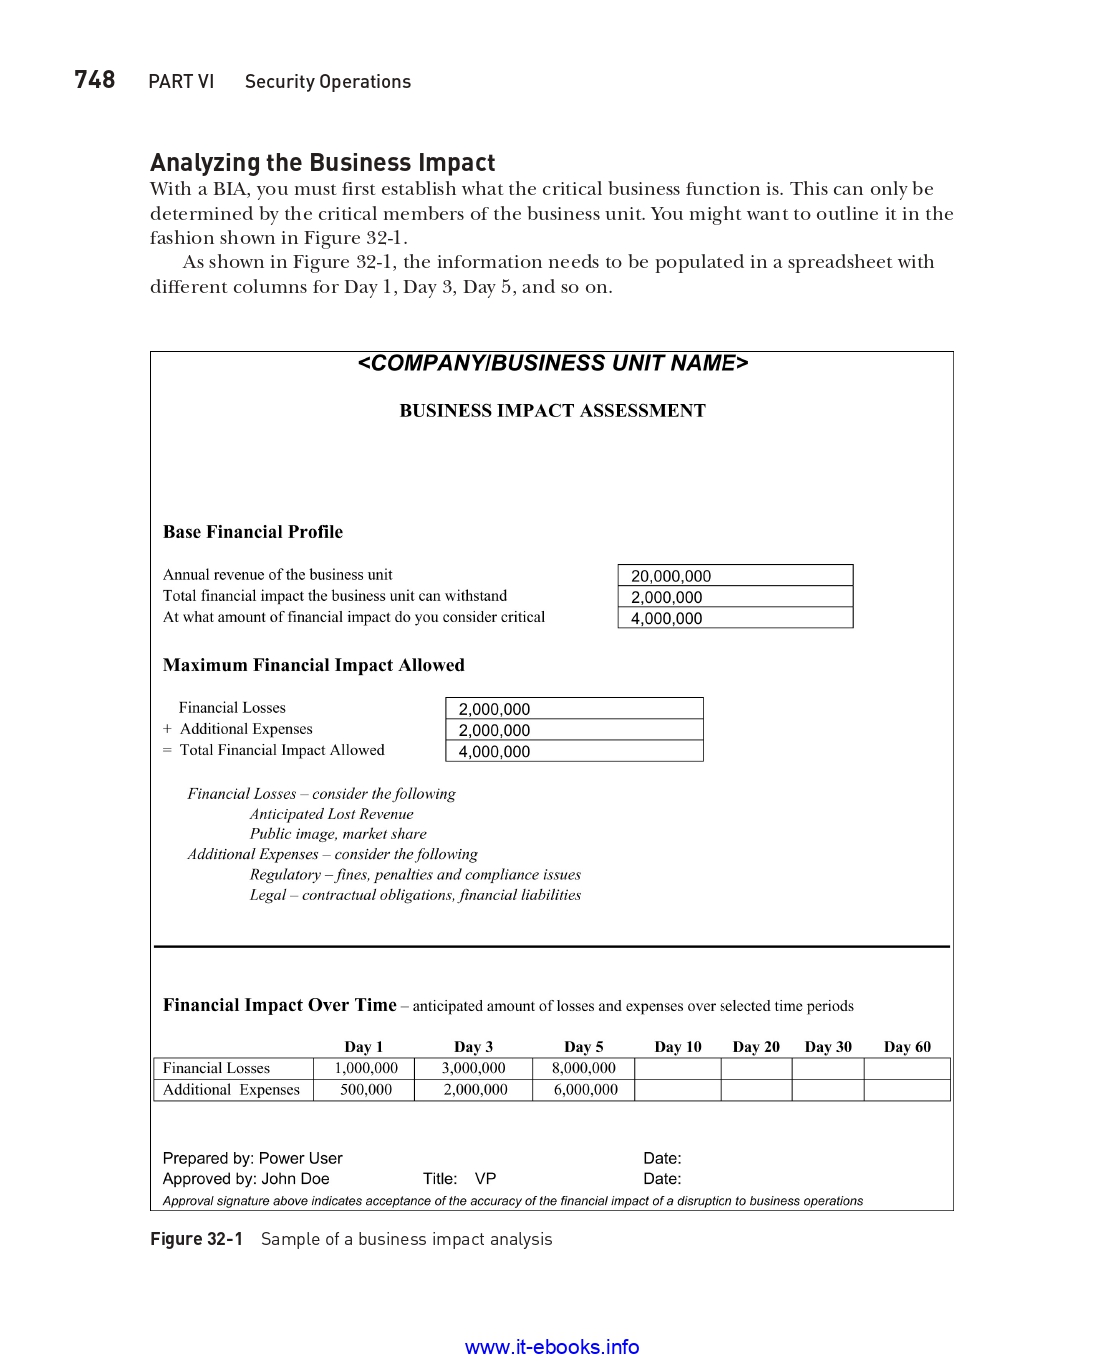 748 PART VI Security Operations
Analyzing the Business Impact
With a BIA, you must first establish what the critical business function is. This can only be
determined by the critical members of the business unit. You might want to outline it in the
fashion shown in Figure 32-1.
As shown in Figure 32-1, the information needs to be populated in a spreadsheet with
different columns for Day 1, Day 3, Day 5, and so on.
<COMPANY/BUSINESS UNIT NAME>
BUSINESS IMPACT ASSESSMENT
Base Financial Profile
Annual revenue of the business unit 20,000,000
Total financial impact the business unit can withstand 2,000,000
At what amount of financial impact do you consider critical 4,000,000
Maximum Financial Impact Allowed
Financial Losses 2,000,000
+ Additional Expenses 2,000,000
= Total Financial Impact Allowed 4,000,000
Financial Losses – consider the following
Anticipated Lost Revenue
Public image, market share
Additional Expenses – consider the following
Regulatory – fines, penalties and compliance issues
Legal – contractual obligations, financial liabilities
Financial Impact Over Time – anticipated amount of losses and expenses over selected time periods
Day 1 Day 3 Day 5 Day 10 Day 20 Day 30 Day 60
Financial Losses 1,000,000 3,000,000 8,000,000
Additional Expenses 500,000 2,000,000 6,000,000
Prepared by: Power User Date:
Approved by: John Doe Title: VP Date:
Approval signature above indicates acceptance of the accuracy of the financial impact of a disruption to business operations
Figure 32-1 Sample of a business impact analysis
www.it-ebooks.info